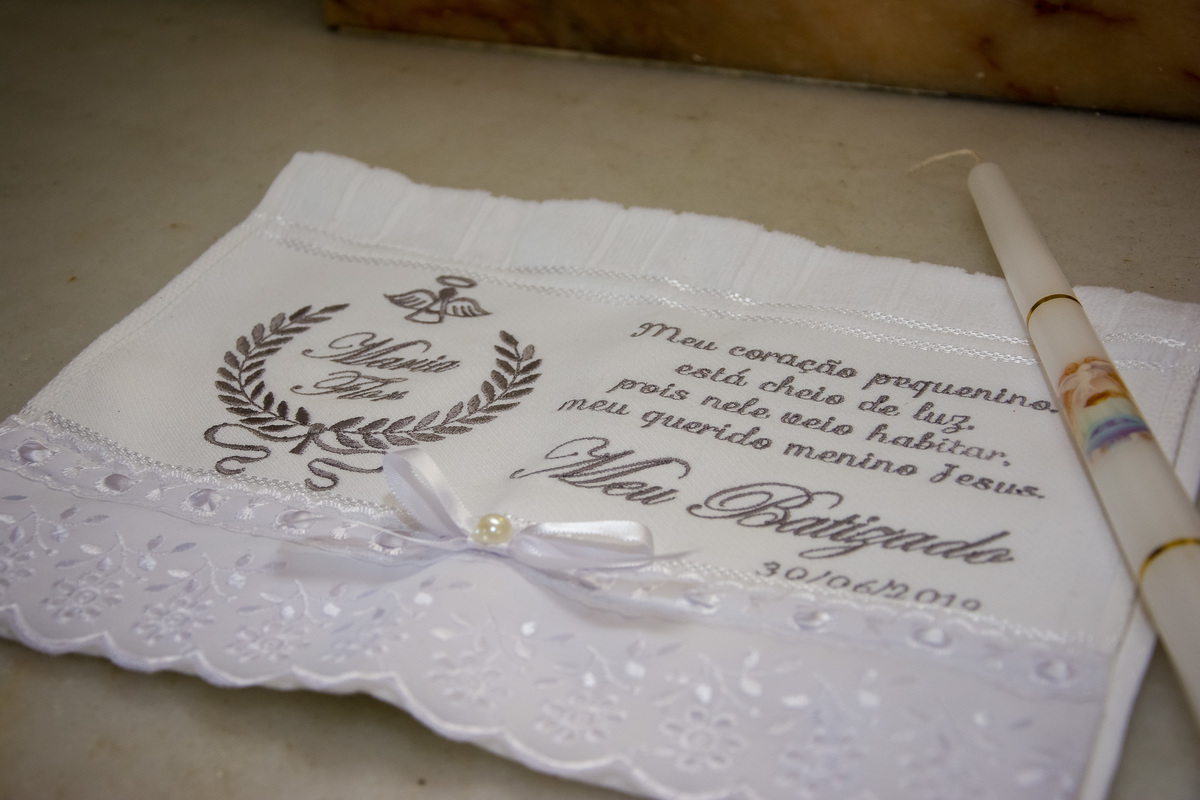 Maria
Flor
Meu coração pequenino.
está cheio de luz.
pois nele veio habitar,
meu querido menino Jesus.
Meu Batizado
30/06/2019